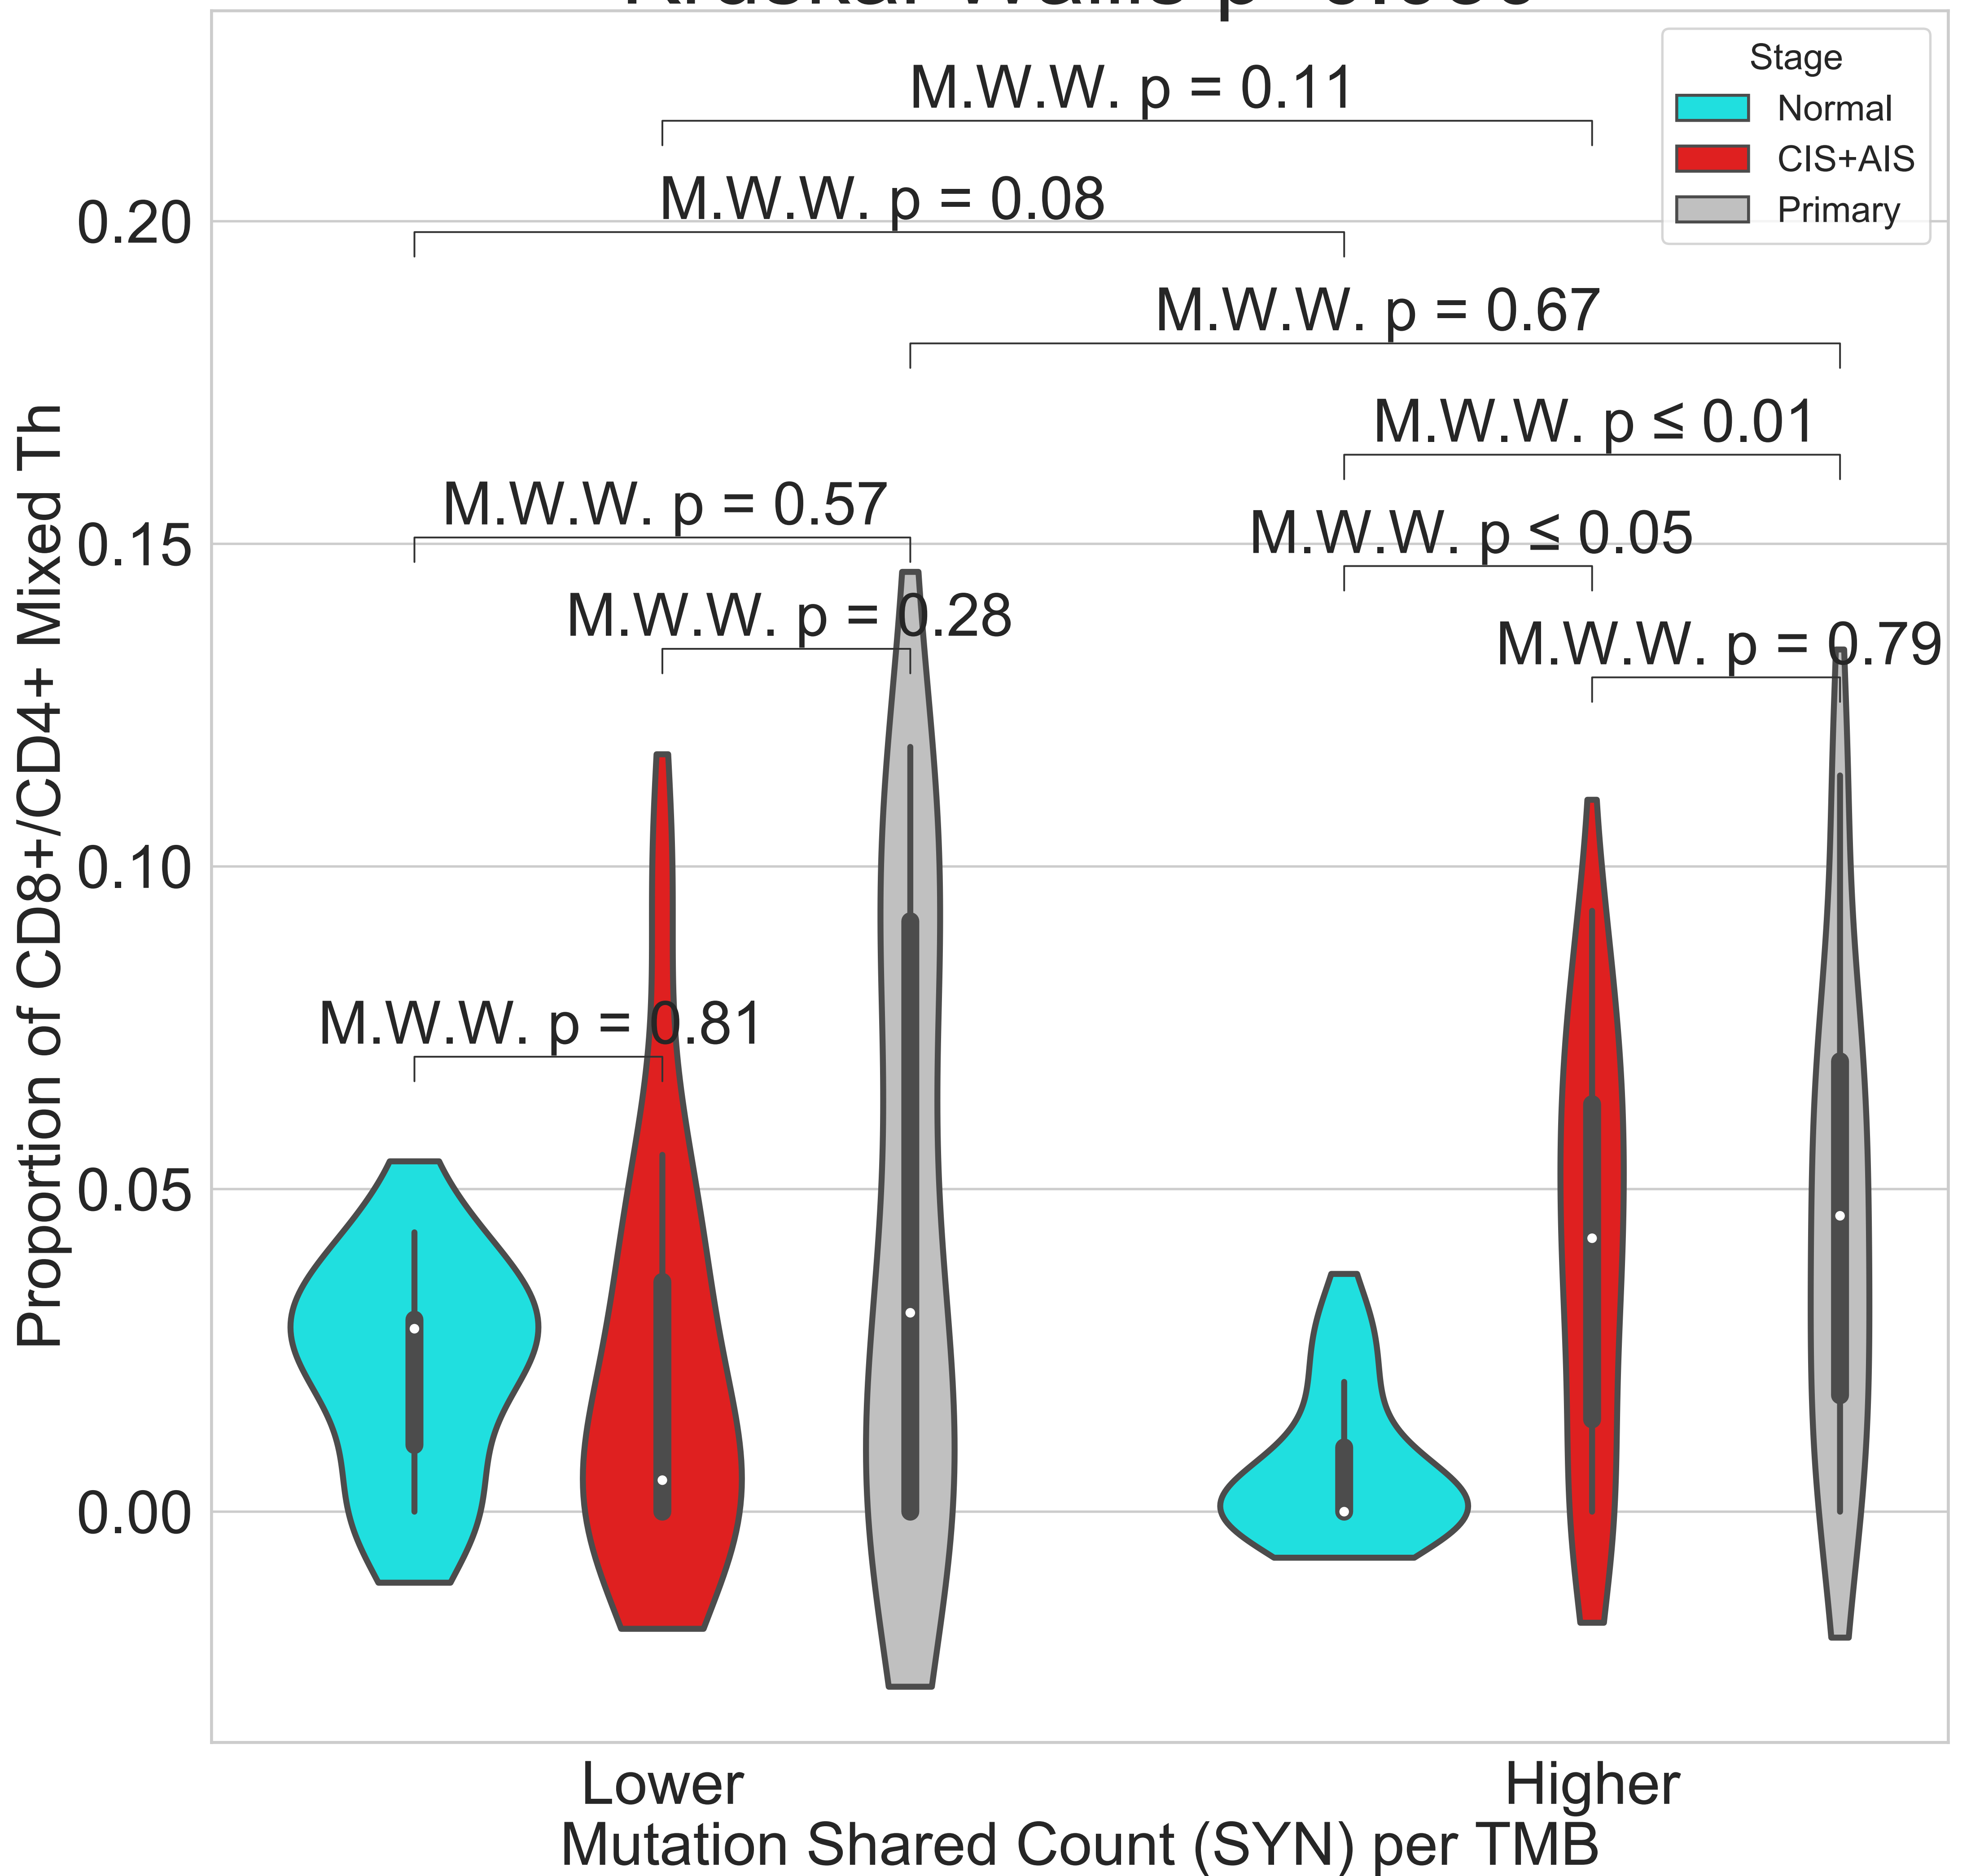 M.W.W. p = 0.11
M.W.W. p = 0.08
M.W.W. p = 0.67
M.W.W. p ≤ 0.01
M.W.W. p = 0.57
M.W.W. p ≤ 0.05
M.W.W. p = 0.28
M.W.W. p = 0.79
M.W.W. p = 0.81
Stage
Normal
CIS+AIS
Primary
Proportion of CD8+/CD4+ Mixed Th
0.20
0.15
0.10
0.05
0.00
Lower
Higher
Mutation Shared Count (SYN) per TMB